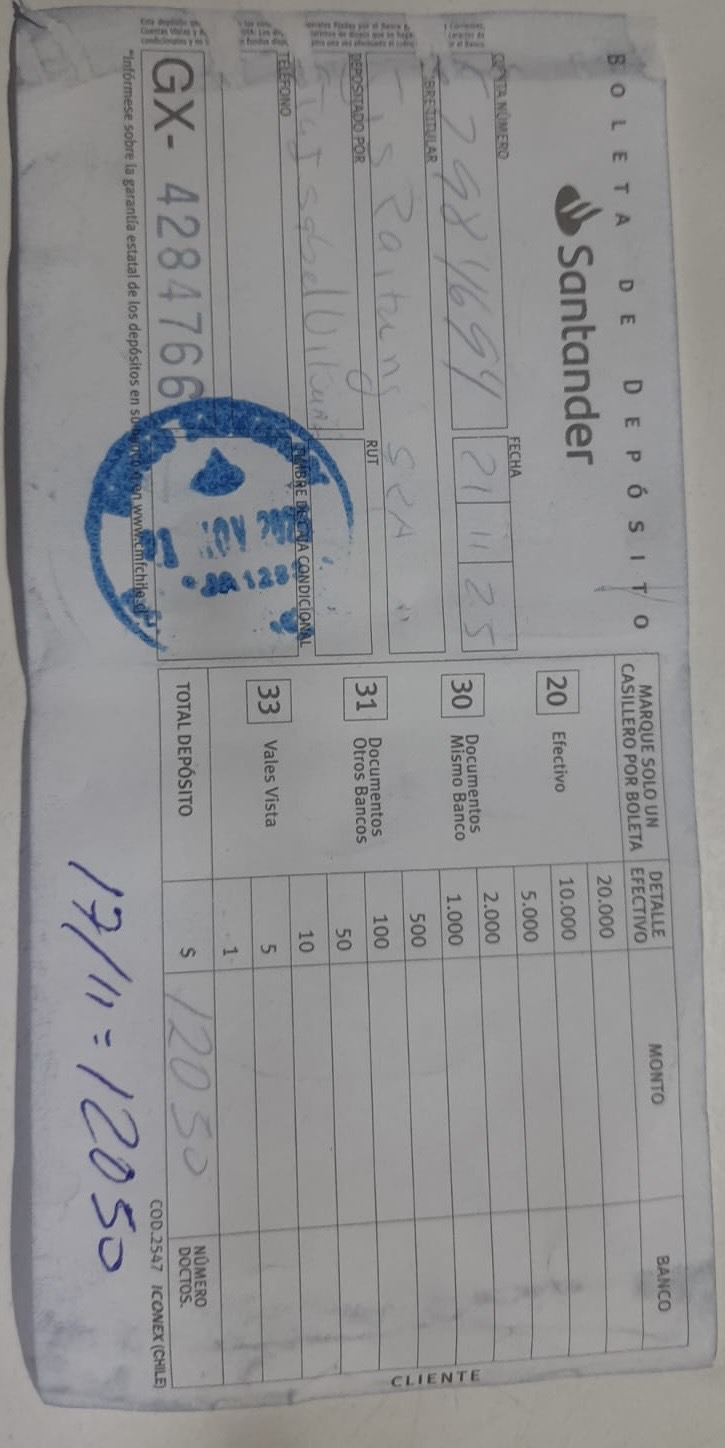 BOLETA DE DEPÓSITO
Santander
CUENTA NÚMERO
FECHA
21 11 25
TITULAR
DEPOSITADO POR
RUT
TELÉFONO
TIMBRE DE CAJA CONDICIONAL
GX- 4284766
*Infórmese sobre la garantía estatal de los depósitos en su banco o en www.cmfchile.cl
MARQUE SOLO UN
CASILLERO POR BOLETA
20 Efectivo
30 Documentos
Mismo Banco
31 Documentos
Otros Bancos
33 Vales Vista
TOTAL DEPÓSITO
DETALLE
EFECTIVO
MONTO
BANCO
20.000
10.000
5.000
2.000
1.000
500
100
50
10
5
1
$ 12050
NÚMERO
DOCTOS.
COD.2547 ICONEX (CHILE)
CLIENTE
17/11 = 12050